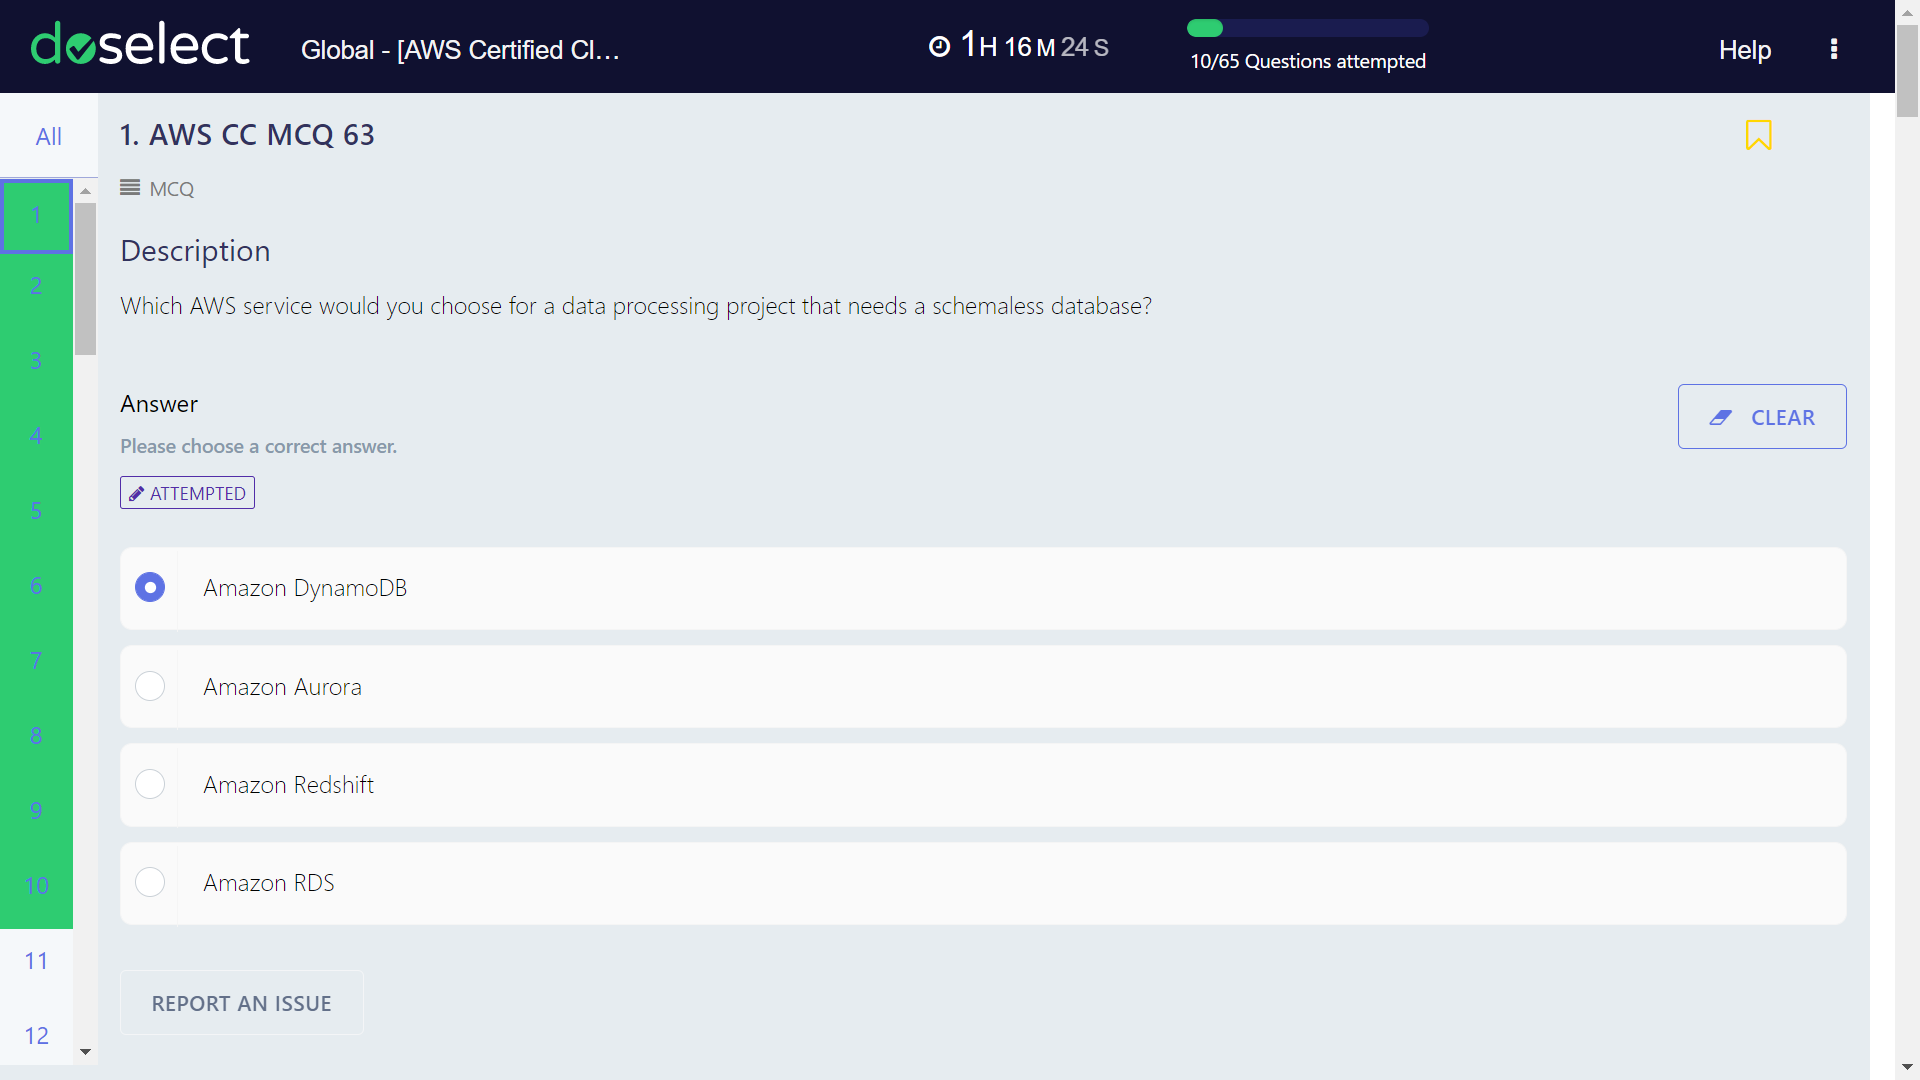 doselect
Global - [AWS Certified Cl...
1H 16M 24S
10/65 Questions attempted
Help
All
1
2
3
4
5
6
7
8
9
10
11
12
1. AWS CC MCQ 63
MCQ
Description
Which AWS service would you choose for a data processing project that needs a schemaless database?
Answer
CLEAR
Please choose a correct answer.
ATTEMPTED
Amazon DynamoDB
Amazon Aurora
Amazon Redshift
Amazon RDS
REPORT AN ISSUE